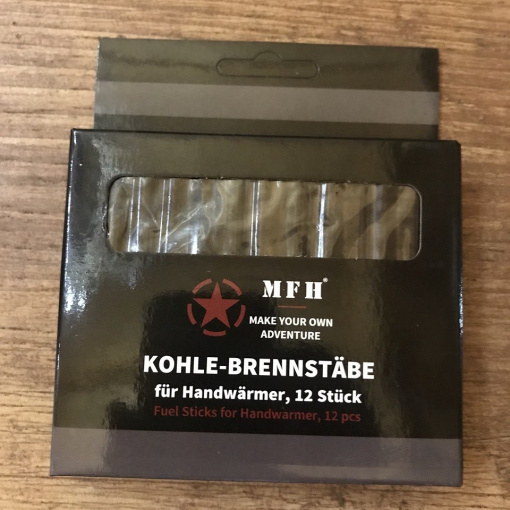 MFH®
MAKE YOUR OWN
ADVENTURE
KOHLE-BRENNSTÄBE
für Handwärmer, 12 Stück
Fuel Sticks for Handwarmer, 12 pcs